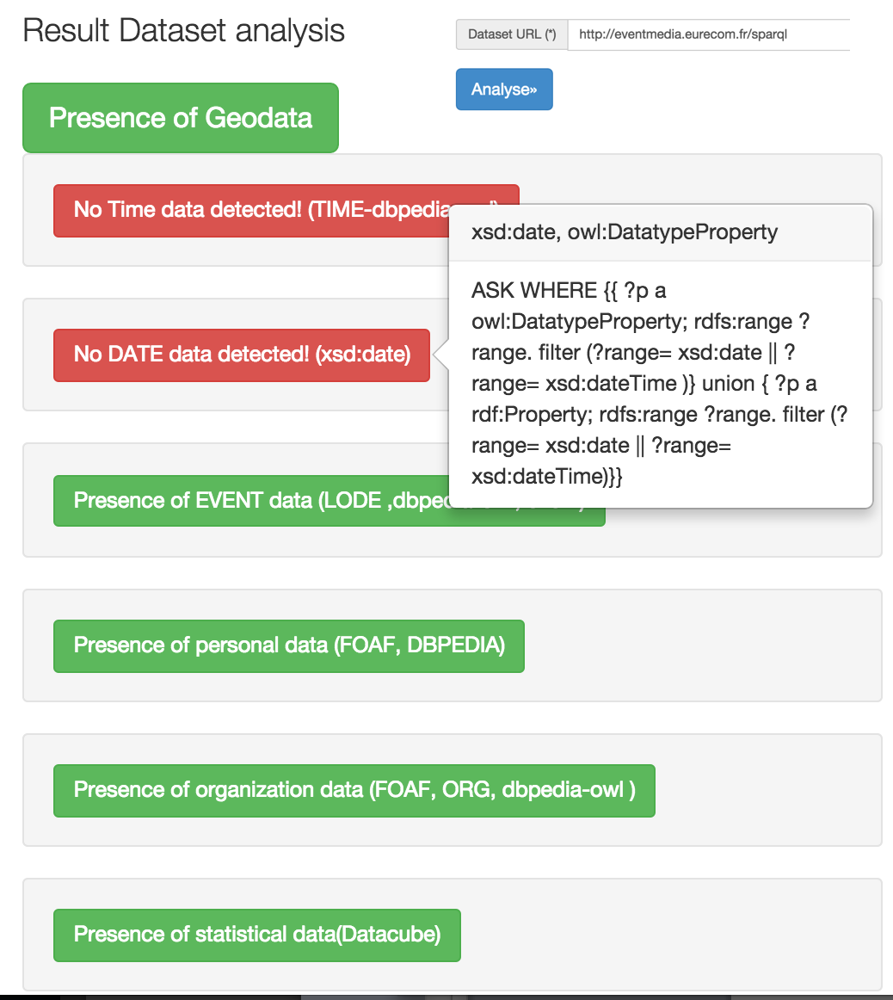 Result Dataset analysis
Dataset URL (*)
http://eventmedia.eurecom.fr/sparql
Analyse»
Presence of Geodata
No Time data detected! (TIME-dbpedia
No DATE data detected! (xsd:date)
xsd:date, owl:DatatypeProperty
ASK WHERE {{ ?p a
owl:DatatypeProperty; rdfs:range ?
range. filter (?range= xsd:date || ?
range= xsd:dateTime )} union { ?p a
rdf:Property; rdfs:range ?range. filter (?
range= xsd:date || ?range=
xsd:dateTime)}}
Presence of EVENT data (LODE
Presence of personal data (FOAF, DBPEDIA)
Presence of organization data (FOAF, ORG, dbpedia-owl )
Presence of statistical data(Datacube)